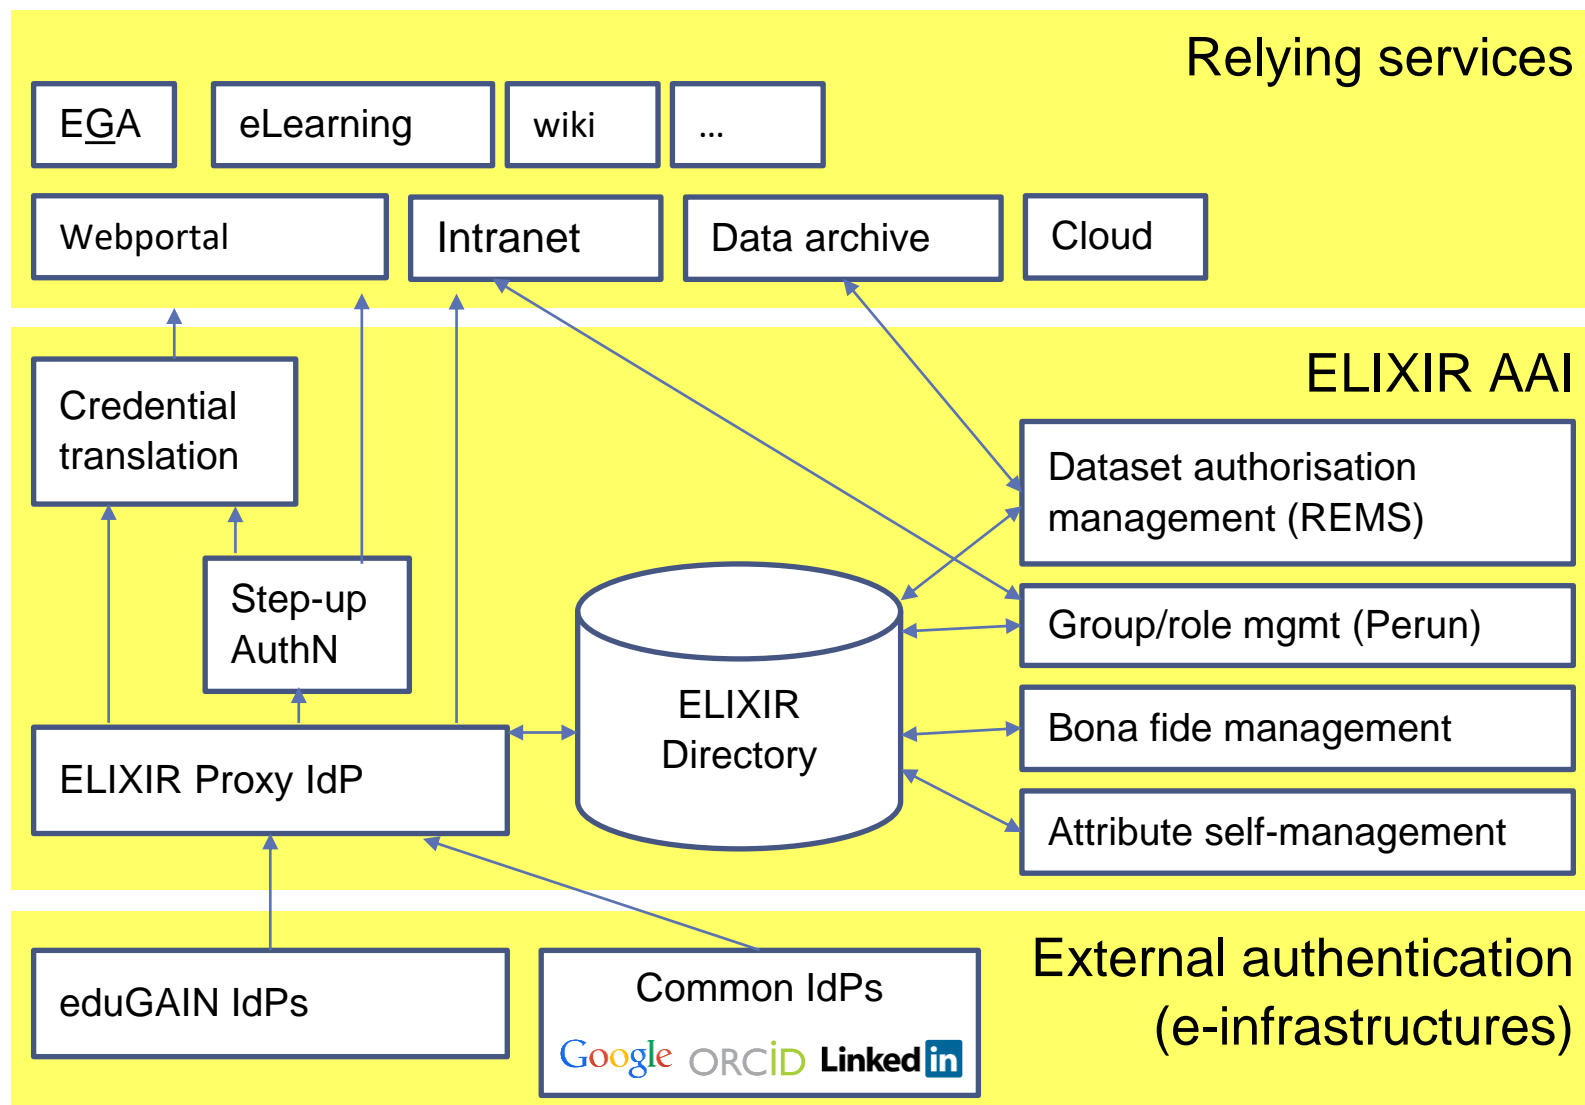 Relying services
EGA
eLearning
wiki
...
Webportal
Intranet
Data archive
Cloud
ELIXIR AAI
Credential
translation
Dataset authorisation
management (REMS)
Step-up
AuthN
Group/role mgmt (Perun)
ELIXIR
Directory
Bona fide management
ELIXIR Proxy IdP
Attribute self-management
External authentication
(e-infrastructures)
eduGAIN IdPs
Common IdPs
Google ORCiD Linked in